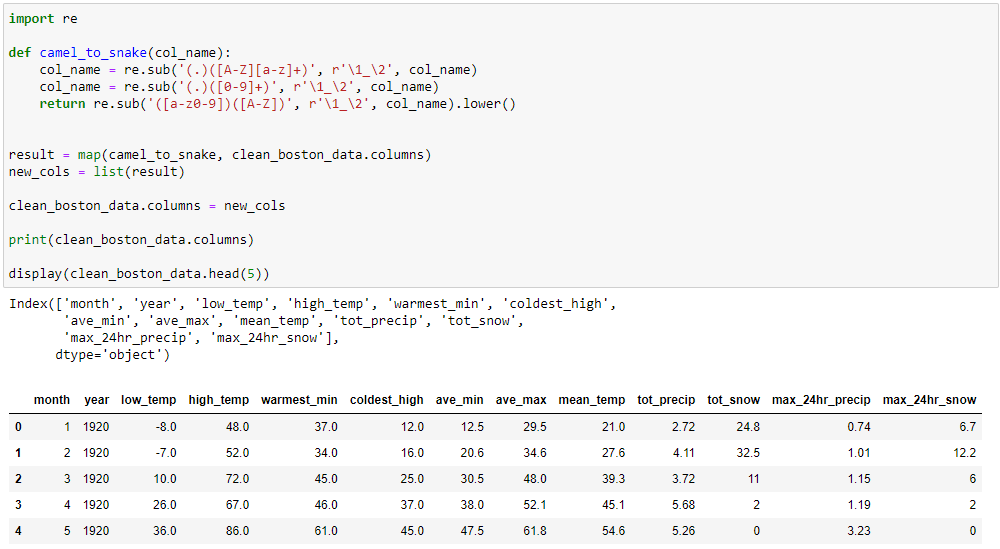 import re
def camel_to_snake(col_name):
    col_name = re.sub('(.)([A-Z][a-z]+)', r'\1_\2', col_name)
    col_name = re.sub('(.)([0-9]+)', r'\1_\2', col_name)
    return re.sub('([a-z0-9])([A-Z])', r'\1_\2', col_name).lower()
result = map(camel_to_snake, clean_boston_data.columns)
new_cols = list(result)
clean_boston_data.columns = new_cols
print(clean_boston_data.columns)
display(clean_boston_data.head(5))
Index(['month', 'year', 'low_temp', 'high_temp', 'warmest_min', 'coldest_high',
       'ave_min', 'ave_max', 'mean_temp', 'tot_precip', 'tot_snow',
       'max_24hr_precip', 'max_24hr_snow'],
      dtype='object')
month year low_temp high_temp warmest_min coldest_high ave_min ave_max mean_temp tot_precip tot_snow max_24hr_precip max_24hr_snow
0 1 1920 -8.0 48.0 37.0 12.0 12.5 29.5 21.0 2.72 24.8 0.74 6.7
1 2 1920 -7.0 52.0 34.0 16.0 20.6 34.6 27.6 4.11 32.5 1.01 12.2
2 3 1920 10.0 72.0 45.0 25.0 30.5 48.0 39.3 3.72 11 1.15 6
3 4 1920 26.0 67.0 46.0 37.0 38.0 52.1 45.1 5.68 2 1.19 2
4 5 1920 36.0 86.0 61.0 45.0 47.5 61.8 54.6 5.26 0 3.23 0